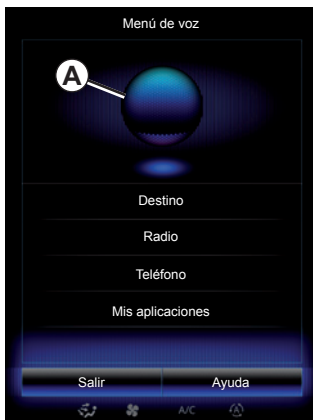 Menú de voz
A
Destino
Radio
Teléfono
Mis aplicaciones
Salir Ayuda
A/C A